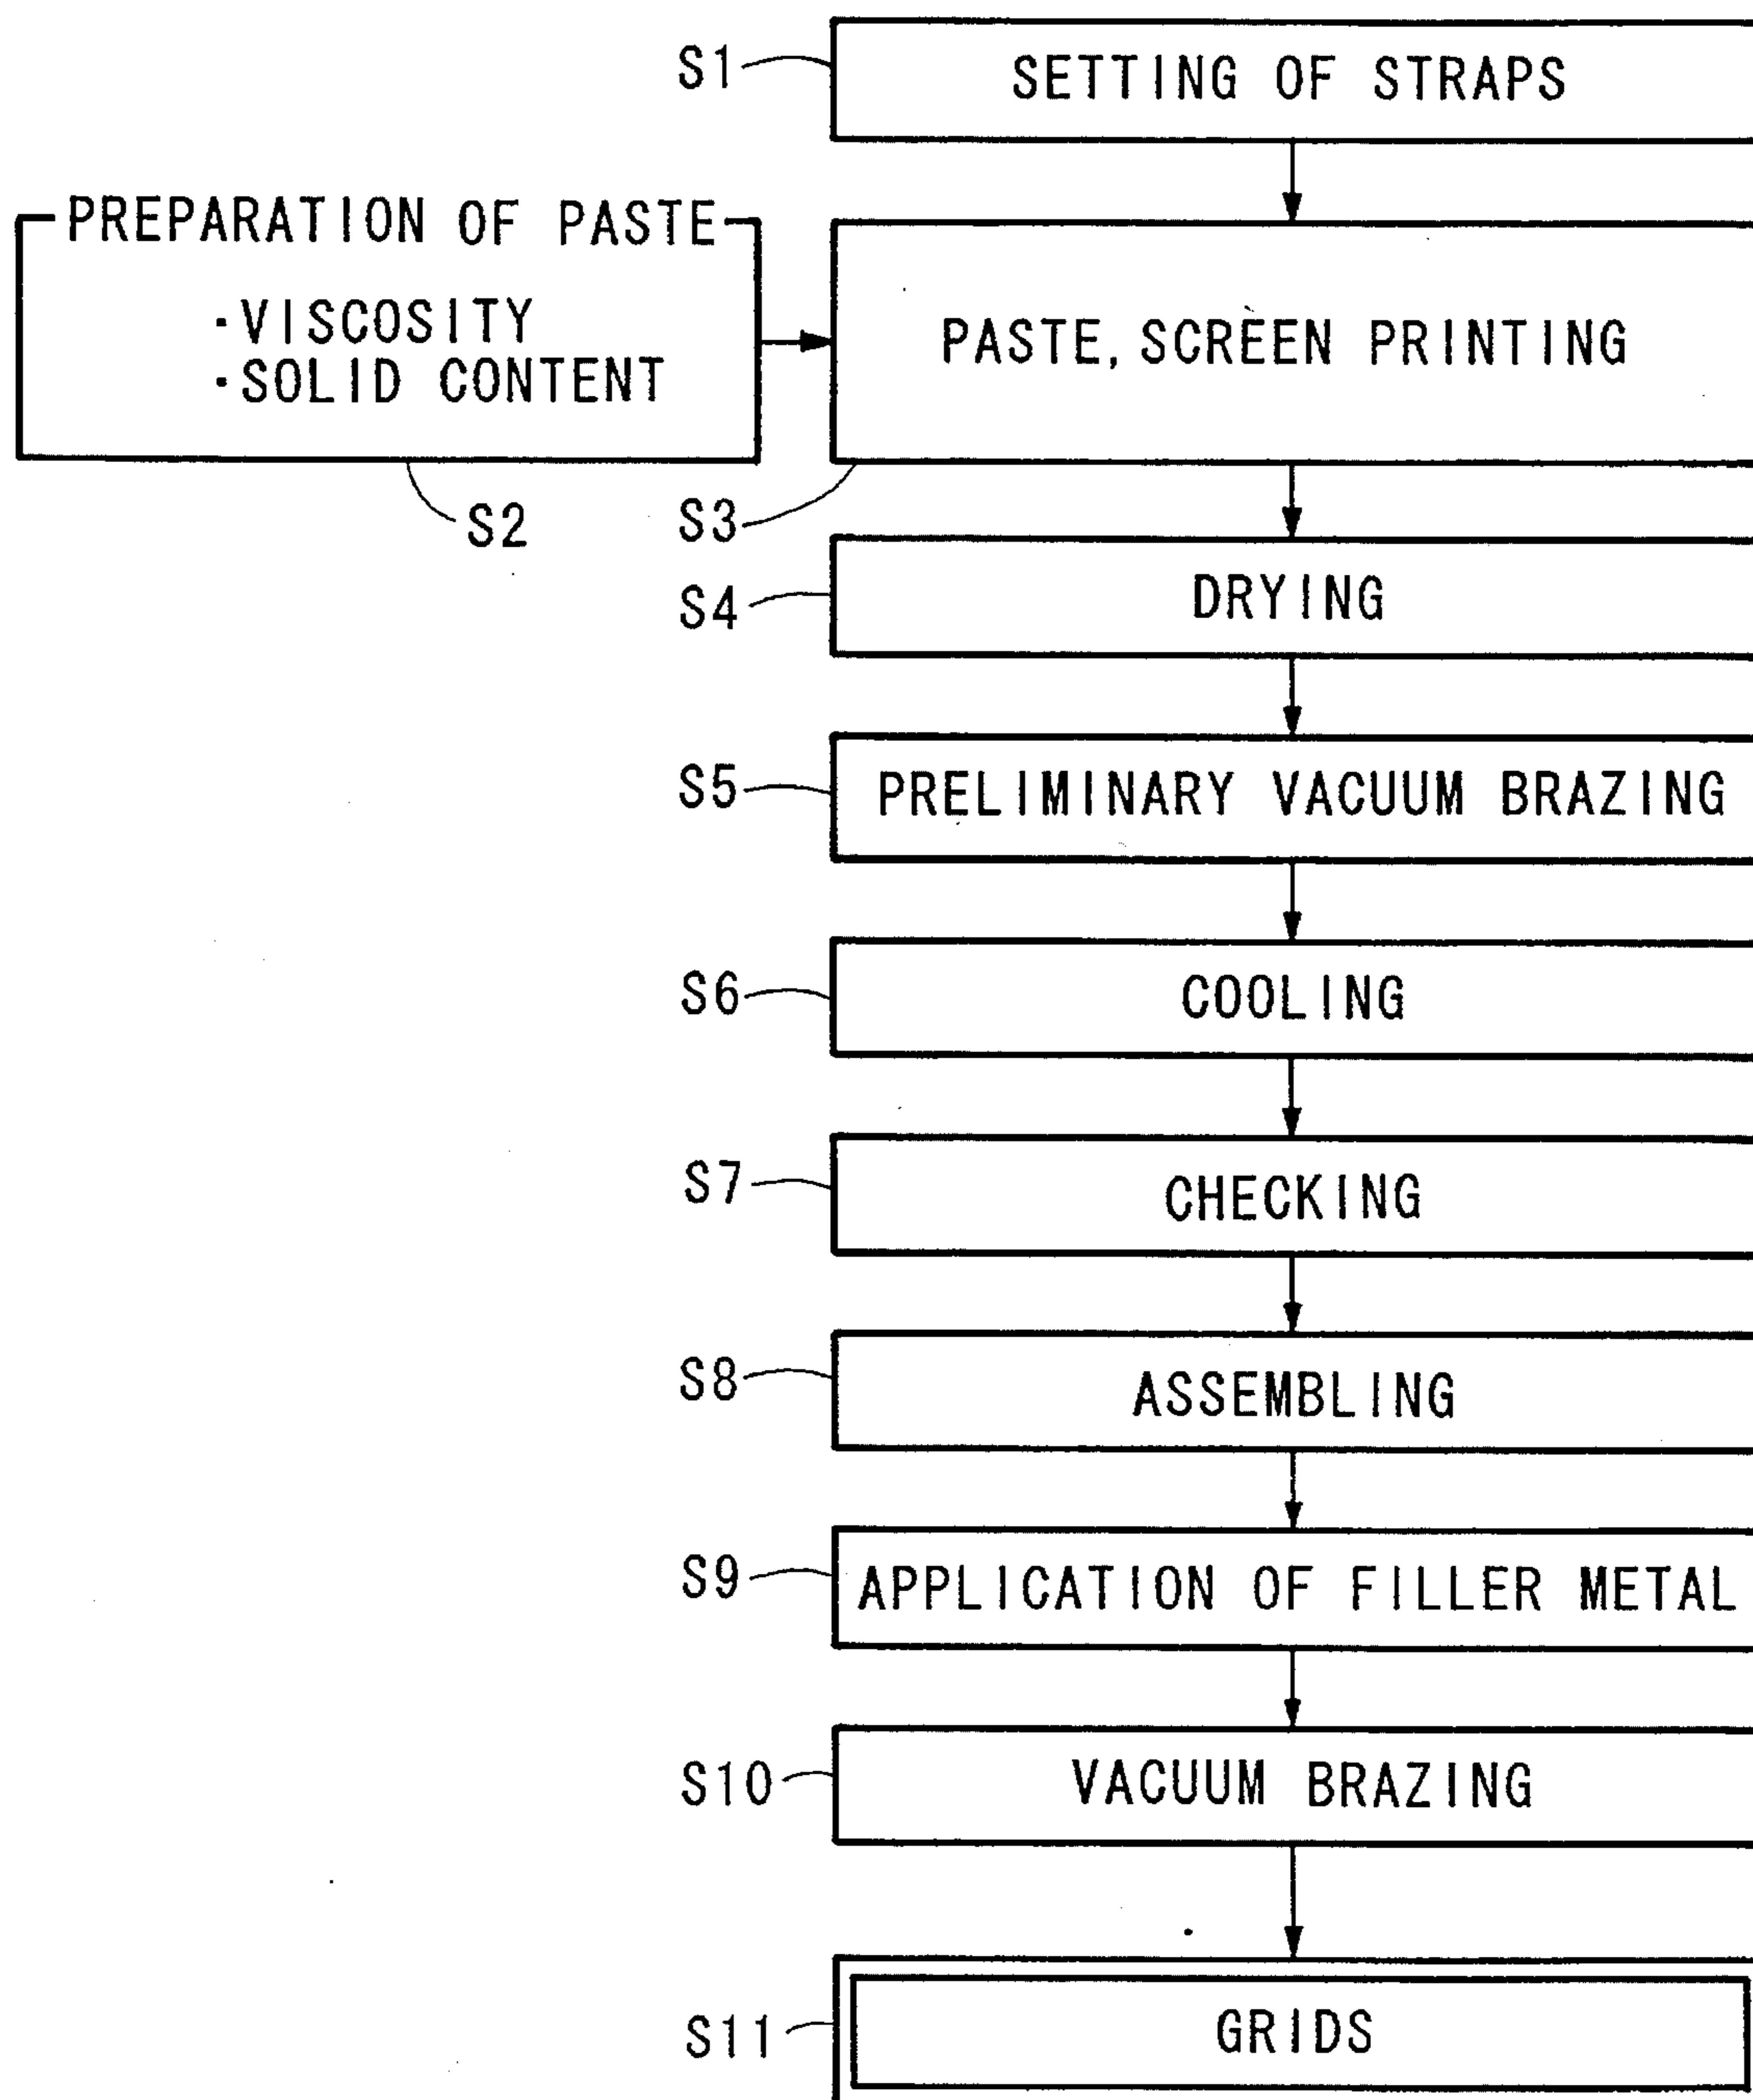 S1
SETTING OF STRAPS
PREPARATION OF PASTE
·VISCOSITY
·SOLID CONTENT
S2
PASTE, SCREEN PRINTING
S3
S4
DRYING
S5
PRELIMINARY VACUUM BRAZING
S6
COOLING
S7
CHECKING
S8
ASSEMBLING
S9
APPLICATION OF FILLER METAL
S10
VACUUM BRAZING
S11
GRIDS